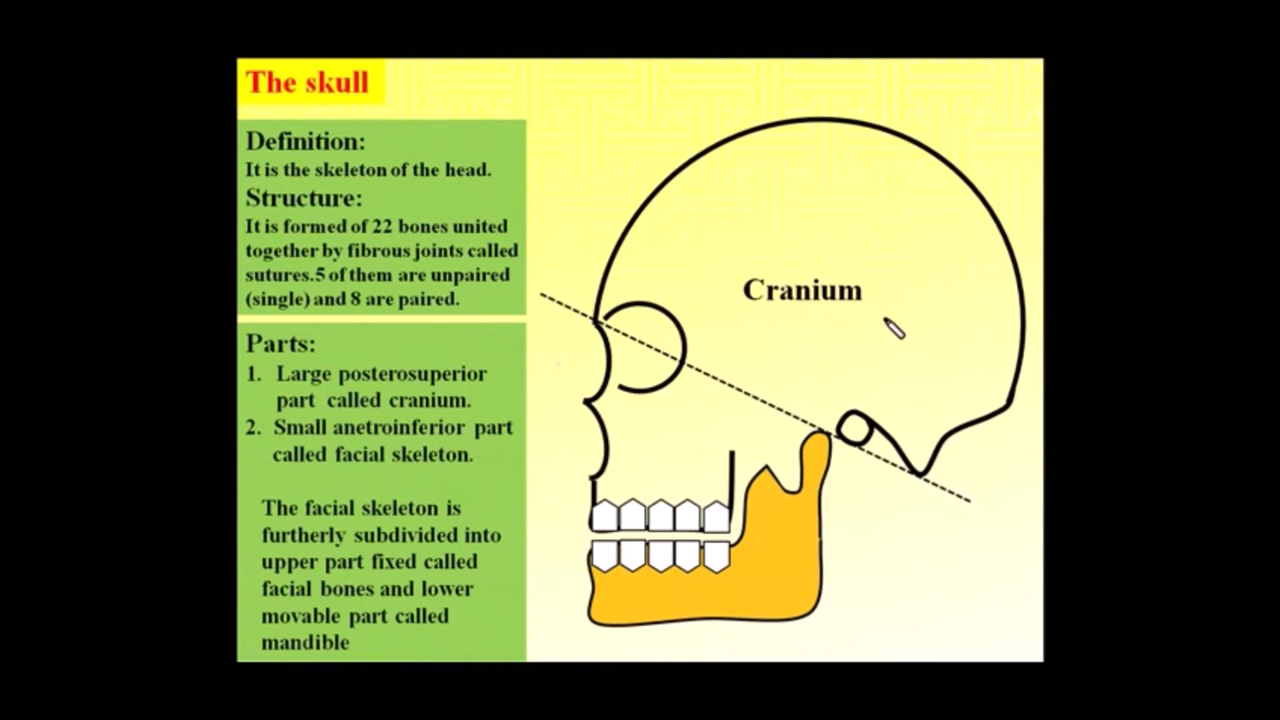 The skull
Definition:
It is the skeleton of the head.
Structure:
It is formed of 22 bones united
together by fibrous joints called
sutures.5 of them are unpaired
(single) and 8 are paired.
Parts:
1. Large posterosuperior
part called cranium.
2. Small anetroinferior part
called facial skeleton.
The facial skeleton is
furtherly subdivided into
upper part fixed called
facial bones and lower
movable part called
mandible
Cranium